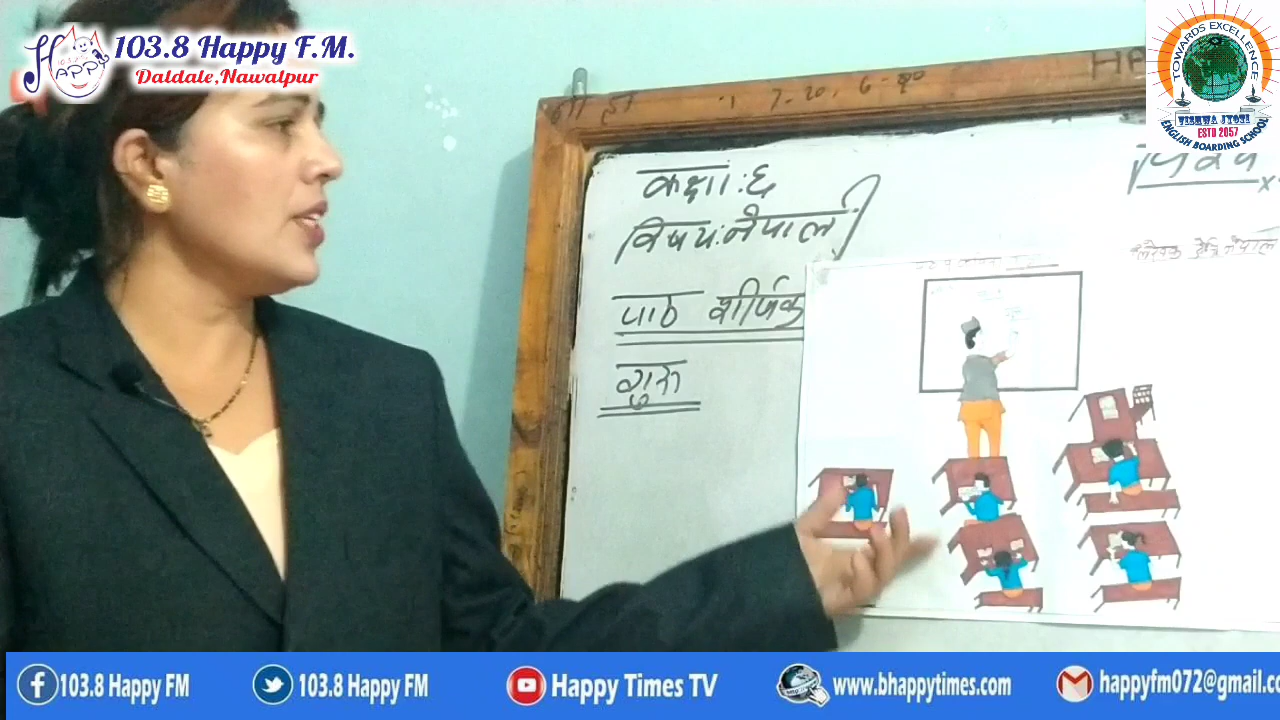 103.8 Happy F.M.
Daldale,Nawalpur
HAPPY
TOWARDS EXCELLENCE
VISHWA JYOTI
ESTD 2057
ENGLISH BOARDING SCHOOL
कक्षा : ६
विषय: नेपाली
पाठ शीर्षक
गुरु
103.8 Happy FM
103.8 Happy FM
Happy Times TV
www.bhappytimes.com
happyfm072@gmail.co